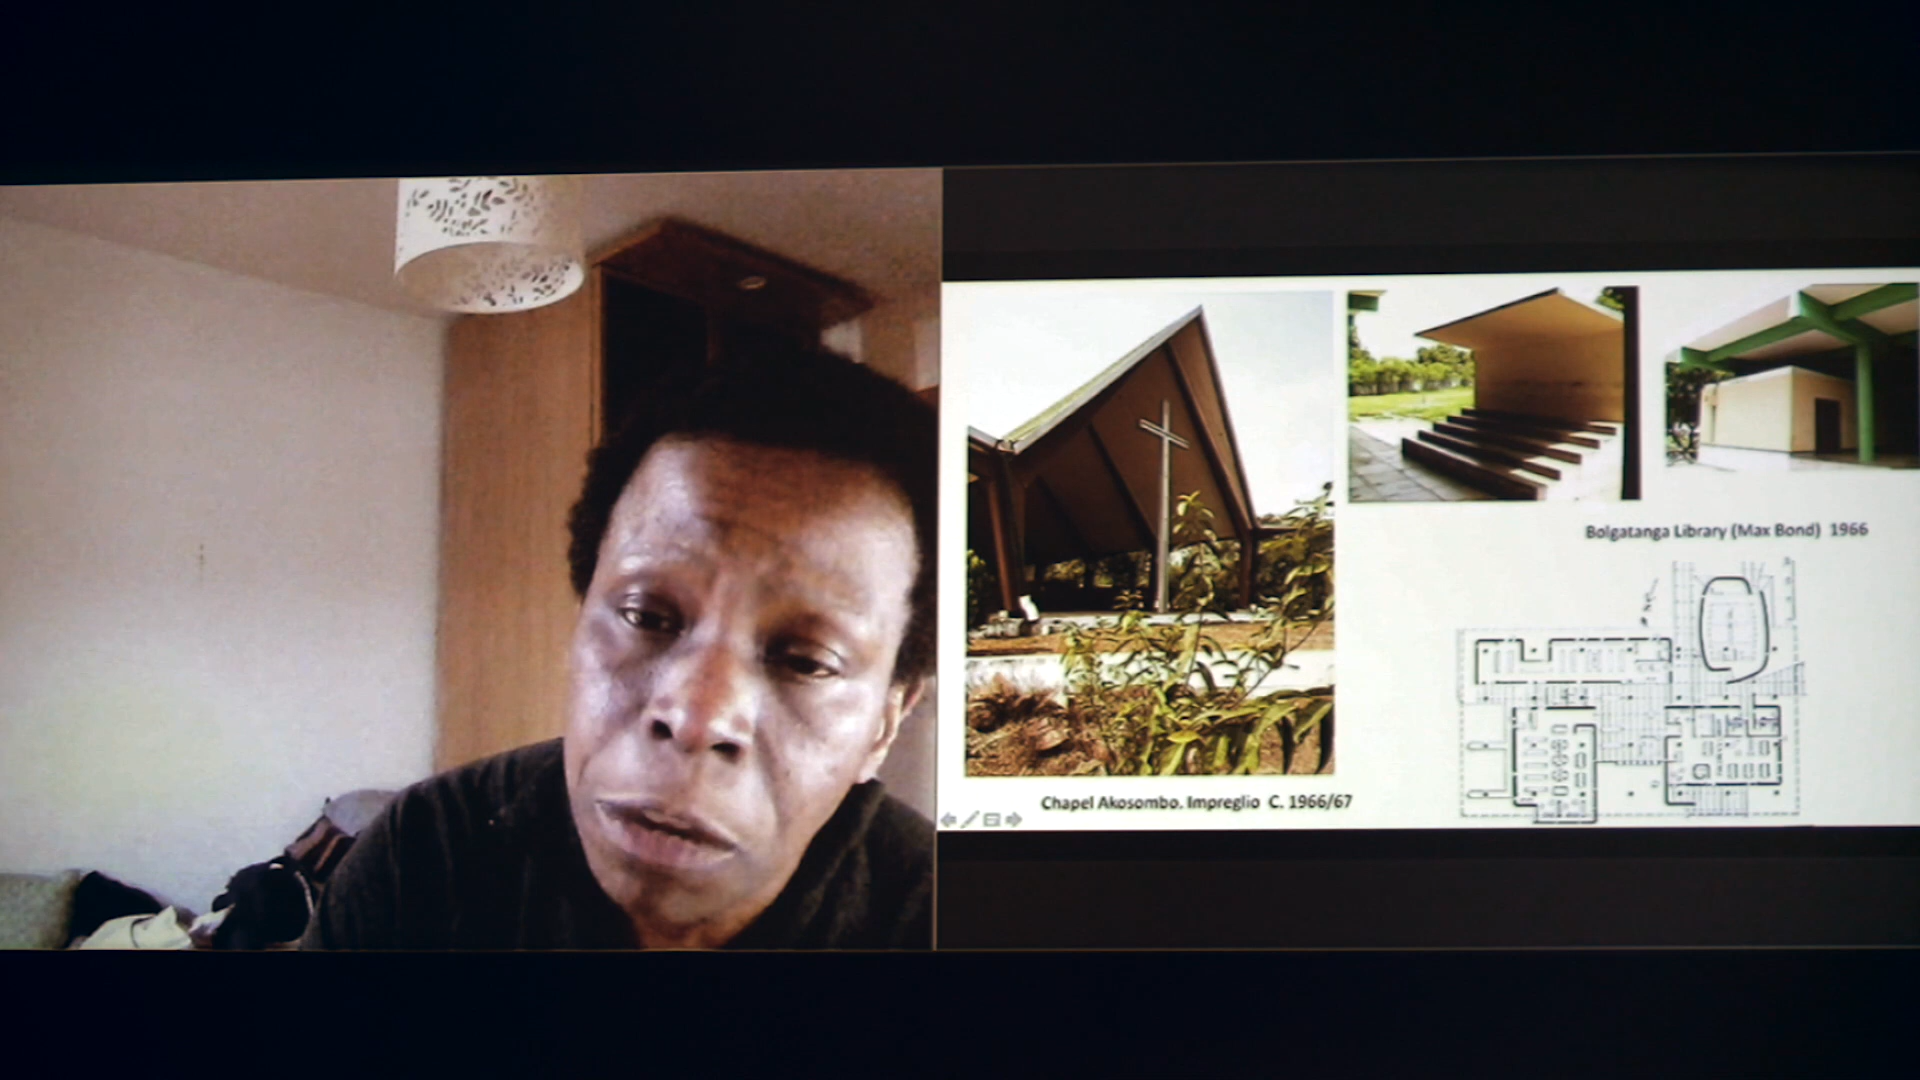 Bolgatanga Library (Max Bond) 1966
Chapel Akosombo. Impreglio C. 1966/67